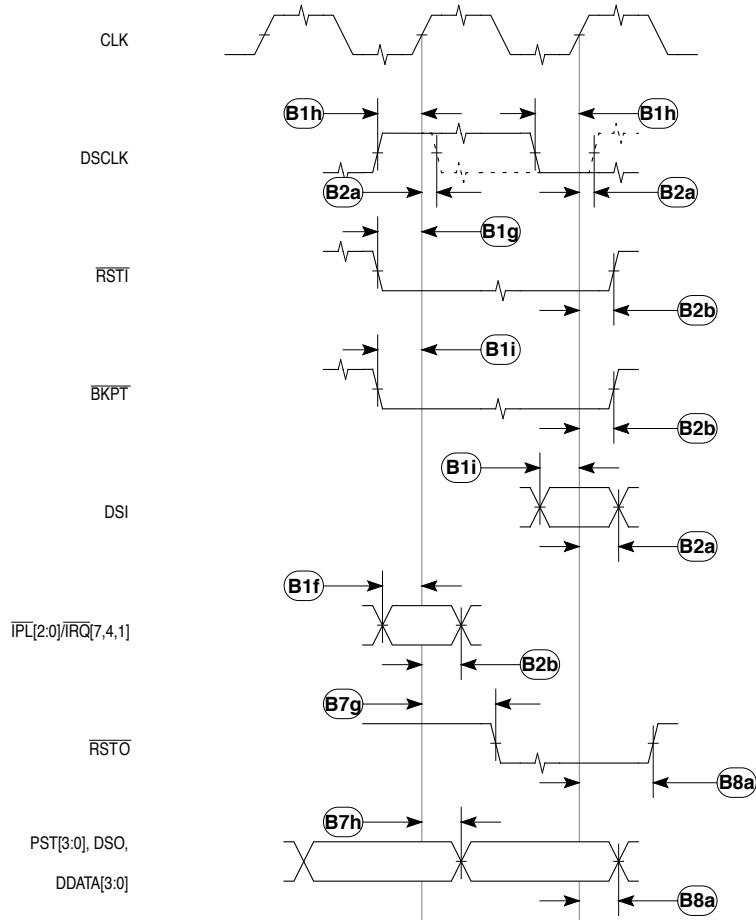 CLK
B1h B1h
DSCLK
B2a B2a
B1g
RSTI
B2b
B1i
BKPT
B2b
B1i
DSI
B2a
B1f
IPL[2:0]/IRQ[7,4,1]
B2b
B7g
RSTO
B8a
B7h
PST[3:0], DSO,
DDATA[3:0]
B8a